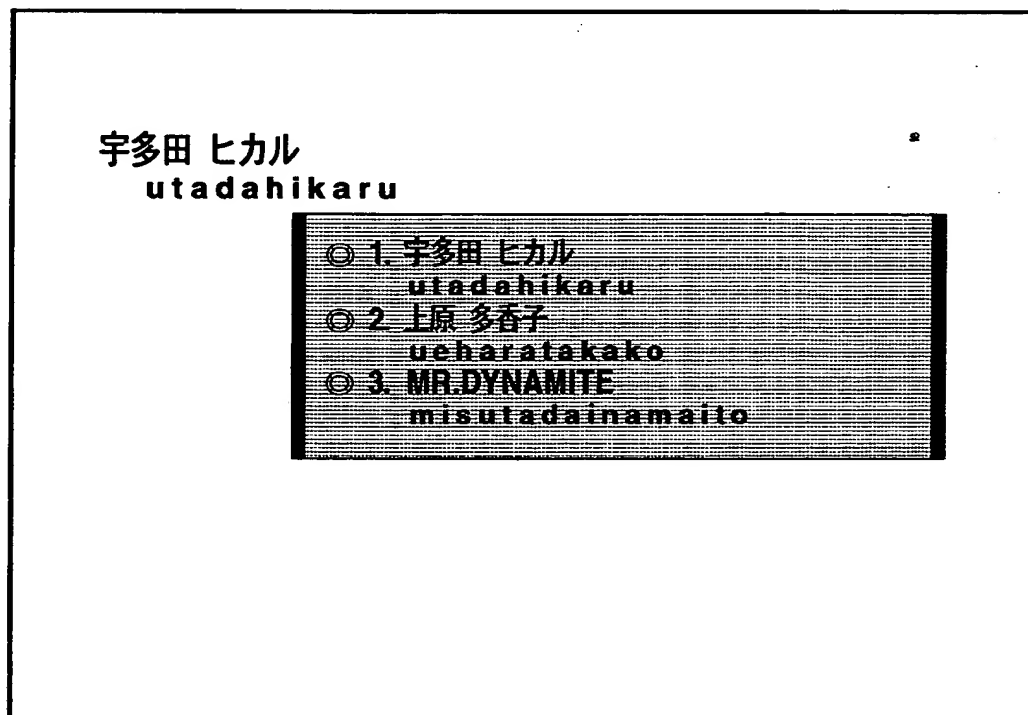 宇多田 ヒカル
utadahikaru
◎ 1. 宇多田 ヒカル
utadahikaru
◎ 2. 上原 多香子
ueharatakako
◎ 3. MR.DYNAMITE
misutadainamaito